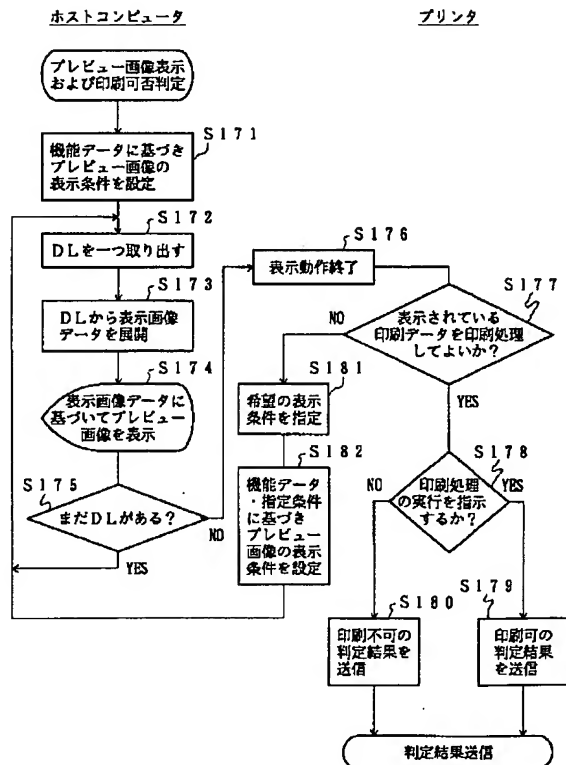 ホストコンピュータ
プリンタ
プレビュー画像表示
および印刷可否判定
S171
機能データに基づき
プレビュー画像の
表示条件を設定
S172
DLを一つ取り出す
S173
DLから表示画像
データを展開
S174
表示画像データに
基づいてプレビュー
画像を表示
S175
まだDLがある?
NO
YES
S176
表示動作終了
S177
表示されている
印刷データを印刷処理
してよいか?
NO
YES
S181
希望の表示
条件を指定
S182
機能データ
・指定条件
に基づき
プレビュー
画像の表示
条件を設定
S178
印刷処理
の実行を指示
するか?
NO
YES
S180
印刷不可の
判定結果を
送信
S179
印刷可の
判定結果
を送信
判定結果送信